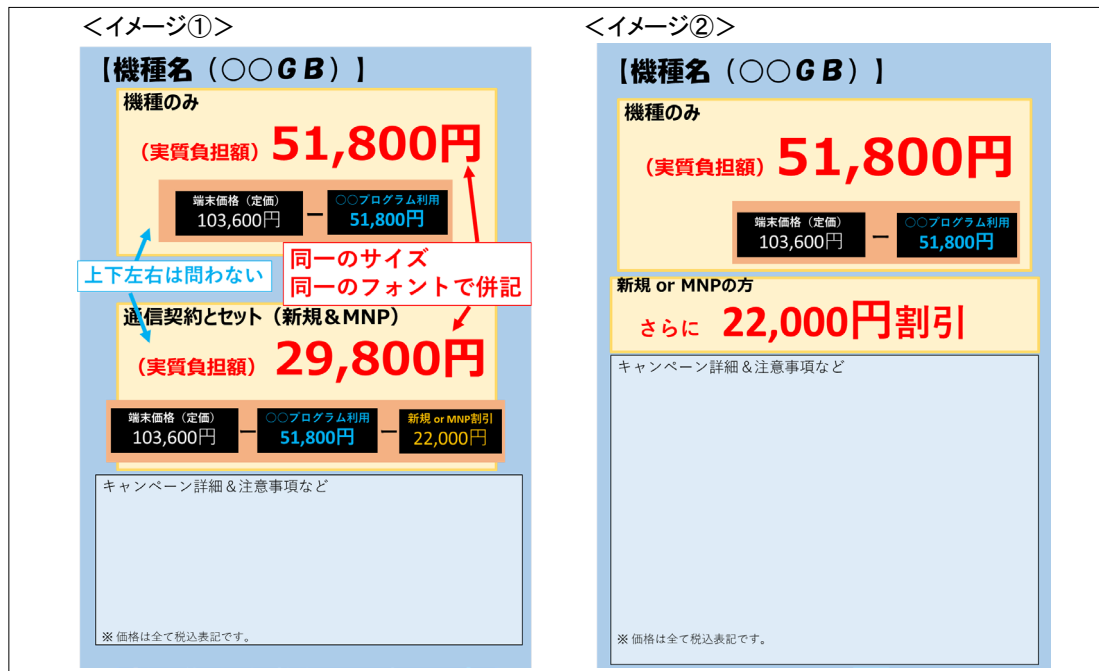 ＜イメージ①＞
【機種名（○○GB）】
機種のみ
（実質負担額）51,800円
端末価格（定価）
103,600円
－
○○プログラム利用
51,800円
上下左右は問わない
同一のサイズ
同一のフォントで併記
通信契約とセット（新規＆MNP）
（実質負担額）29,800円
端末価格（定価）
103,600円
－
○○プログラム利用
51,800円
－
新規 or MNP割引
22,000円
キャンペーン詳細＆注意事項など
※ 価格は全て税込表記です。
＜イメージ②＞
【機種名（○○GB）】
機種のみ
（実質負担額）51,800円
端末価格（定価）
103,600円
－
○○プログラム利用
51,800円
新規 or MNPの方
さらに 22,000円割引
キャンペーン詳細＆注意事項など
※ 価格は全て税込表記です。